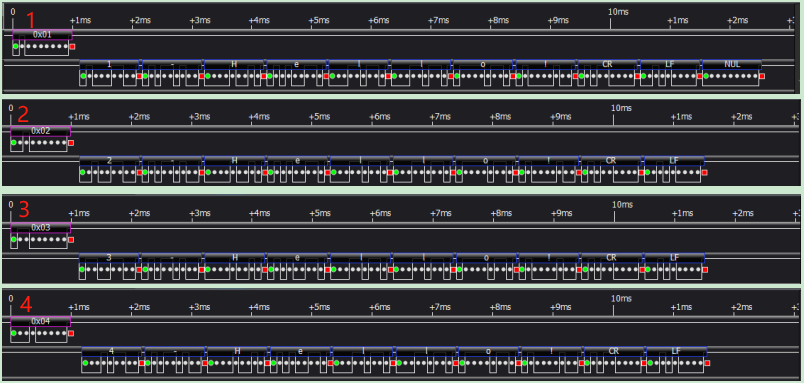 0 +1ms +2ms +3ms +4ms +5ms +6ms +7ms +8ms +9ms 10ms +1ms +2ms
1 0x01
1 - H e l l o ! CR LF NUL
0 +1ms +2ms +3ms +4ms +5ms +6ms +7ms +8ms +9ms 10ms +1ms +2ms
2 0x02
2 - H e l l o ! CR LF
0 +1ms +2ms +3ms +4ms +5ms +6ms +7ms +8ms +9ms 10ms +1ms +2ms
3 0x03
3 - H e l l o ! CR LF
0 +1ms +2ms +3ms +4ms +5ms +6ms +7ms +8ms +9ms 10ms +1ms +2ms
4 0x04
4 - H e l l o ! CR LF